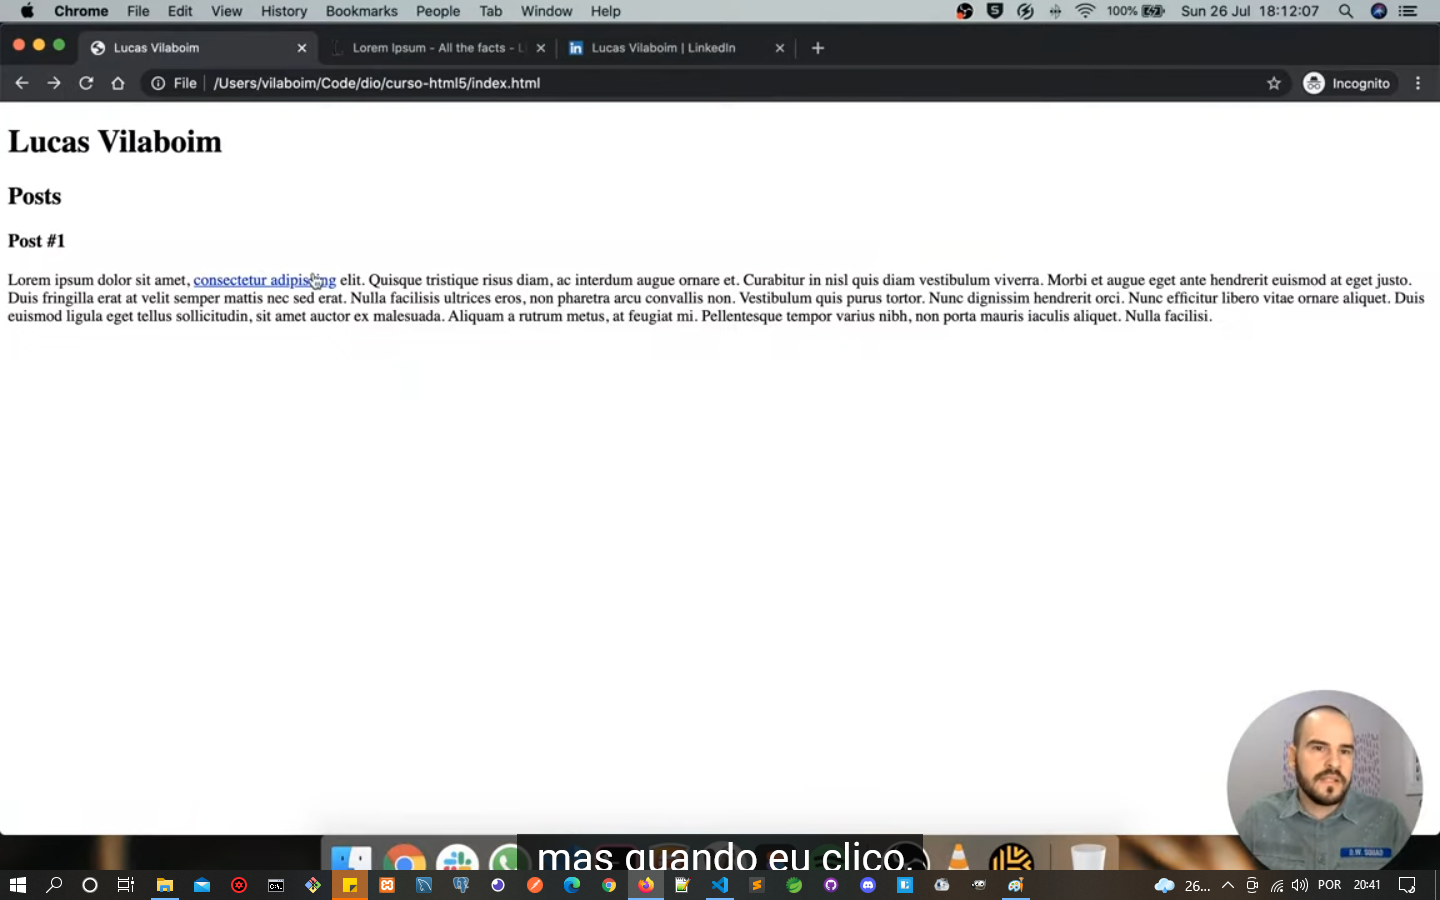 Chrome File Edit View History Bookmarks People Tab Window Help 100% Sun 26 Jul 18:12:07
Lucas Vilaboim Lorem Ipsum - All the facts - Lucas Vilaboim | LinkedIn
File /Users/vilaboim/Code/dio/curso-html5/index.html Incognito
Lucas Vilaboim
Posts
Post #1
Lorem ipsum dolor sit amet, consectetur adipiscing elit. Quisque tristique risus diam, ac interdum augue ornare et. Curabitur in nisl quis diam vestibulum viverra. Morbi et augue eget ante hendrerit euismod at eget justo.
Duis fringilla erat at velit semper mattis nec sed erat. Nulla facilisis ultrices eros, non pharetra arcu convallis non. Vestibulum quis purus tortor. Nunc dignissim hendrerit orci. Nunc efficitur libero vitae ornare aliquet. Duis
euismod ligula eget tellus sollicitudin, sit amet auctor ex malesuada. Aliquam a rutrum metus, at feugiat mi. Pellentesque tempor varius nibh, non porta mauris iaculis aliquet. Nulla facilisi.
D.W. SQUAD
mas quando eu clico,
26... POR 20:41